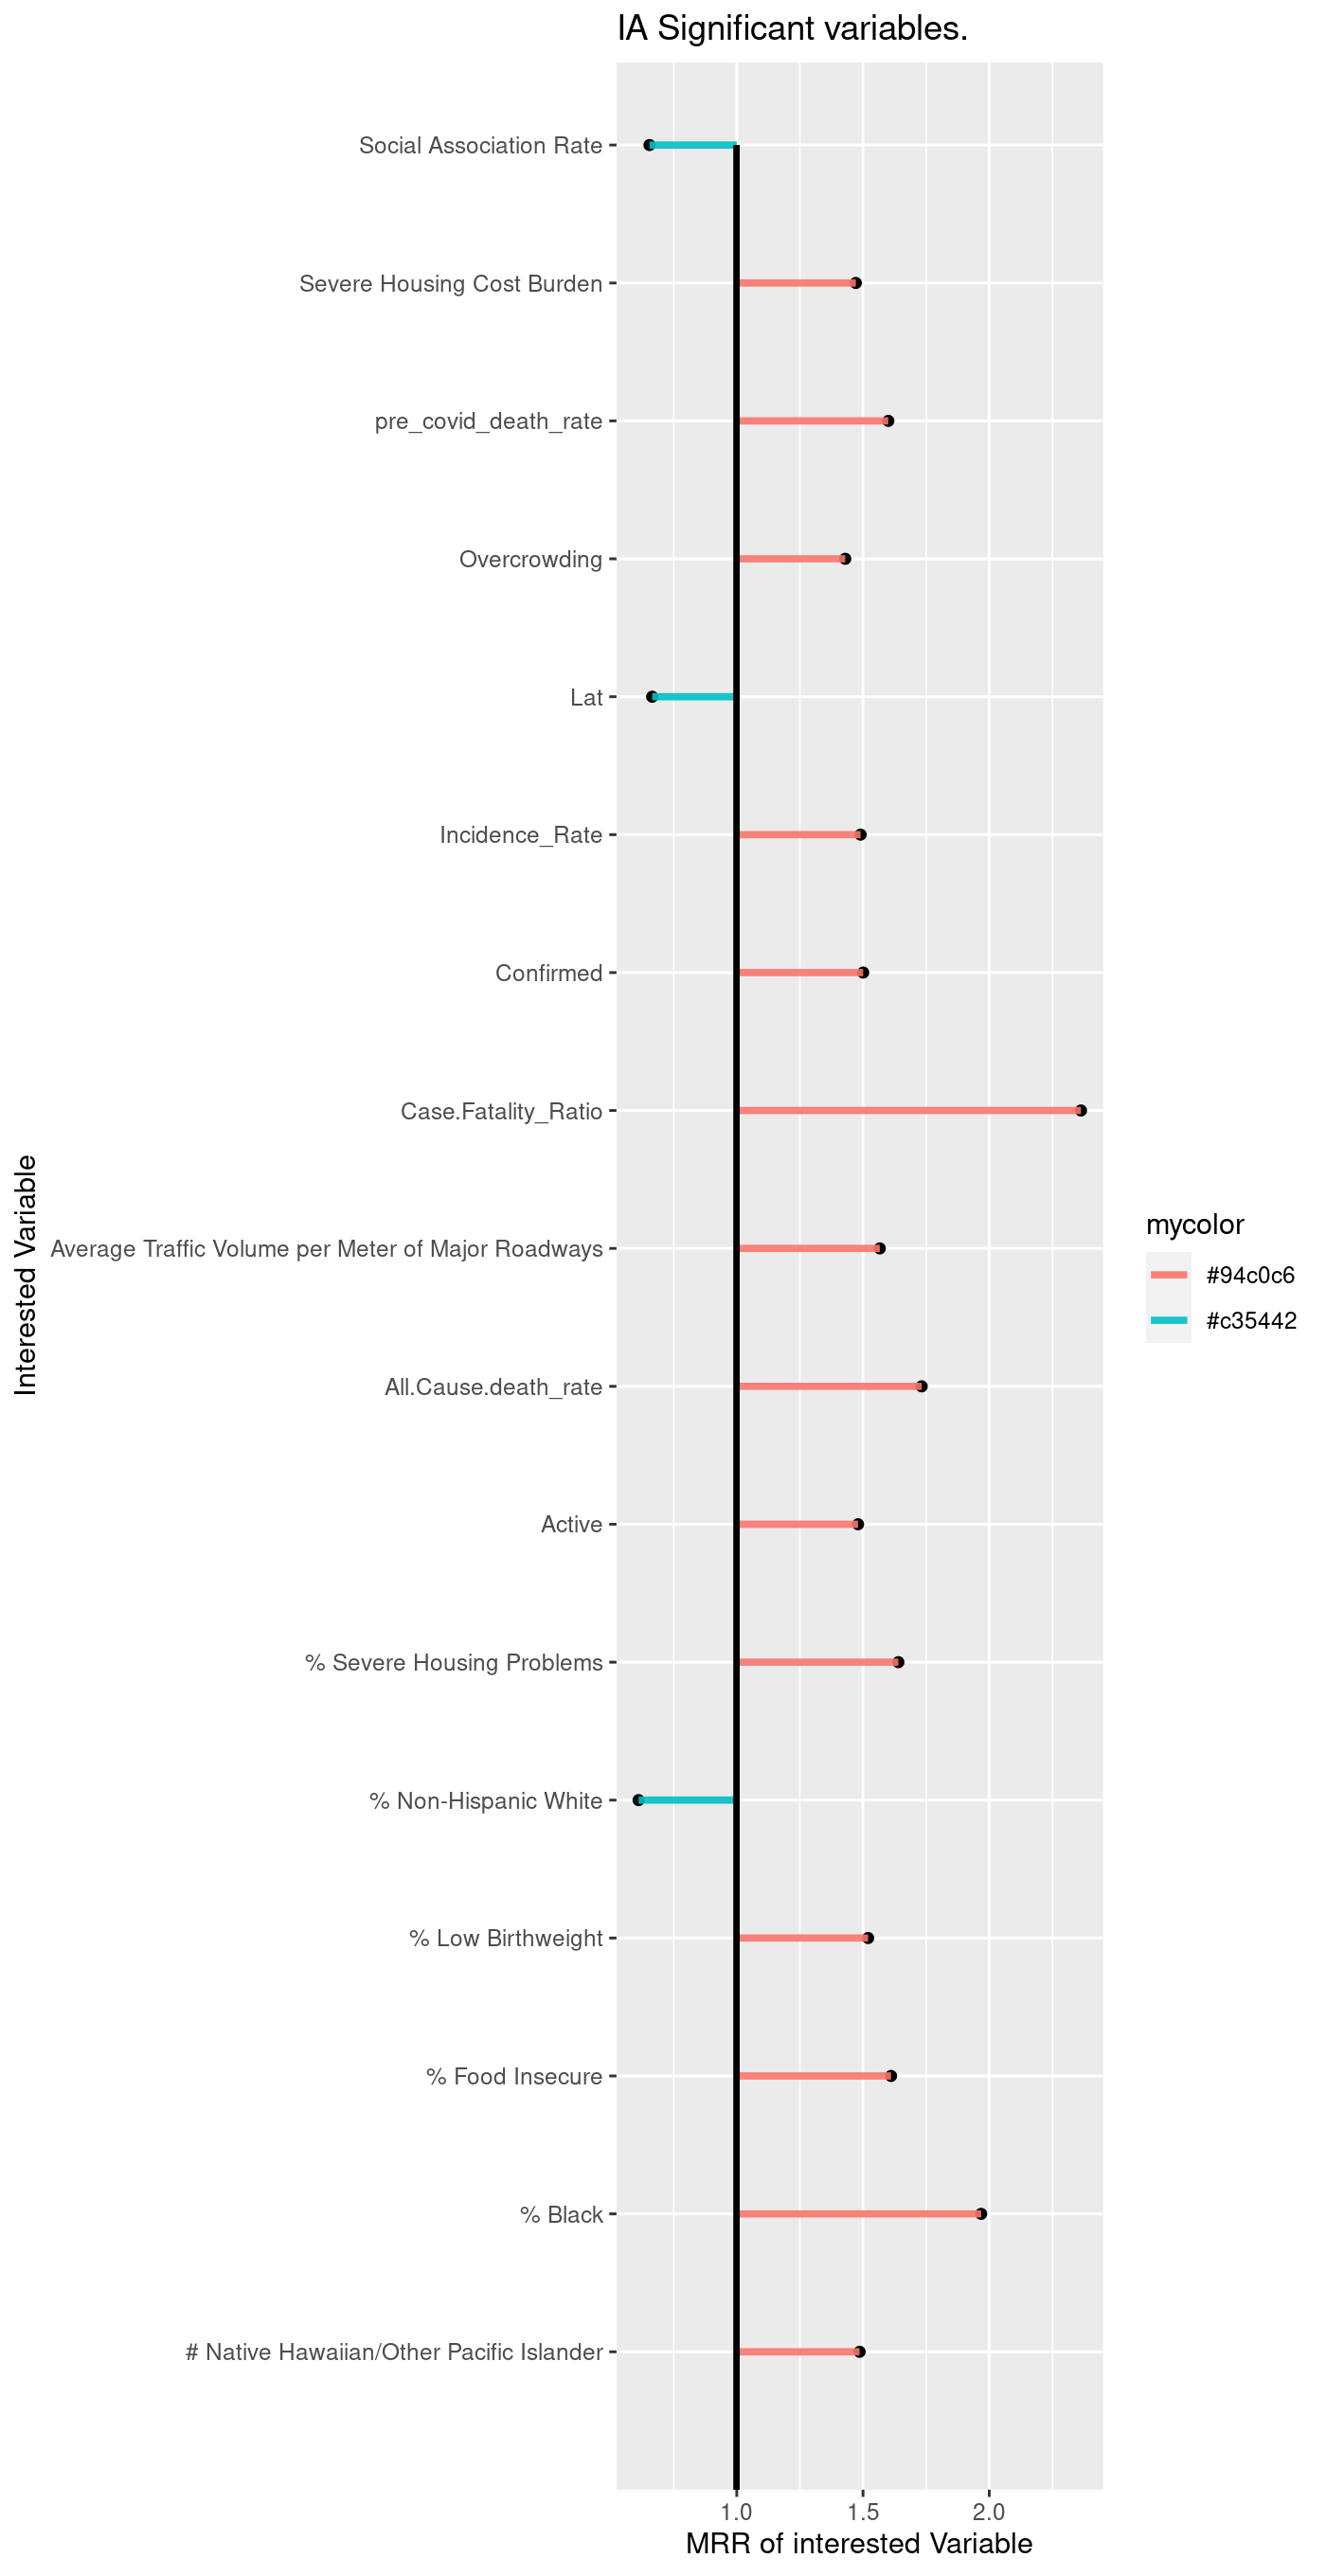 IA Significant variables.
Social Association Rate
Severe Housing Cost Burden
pre_covid_death_rate
Overcrowding
Lat
Incidence_Rate
Confirmed
Case.Fatality_Ratio
Average Traffic Volume per Meter of Major Roadways
All.Cause.death_rate
Active
% Severe Housing Problems
% Non-Hispanic White
% Low Birthweight
% Food Insecure
% Black
# Native Hawaiian/Other Pacific Islander
Interested Variable
1.0 1.5 2.0
MRR of interested Variable
mycolor
#94c0c6
#c35442